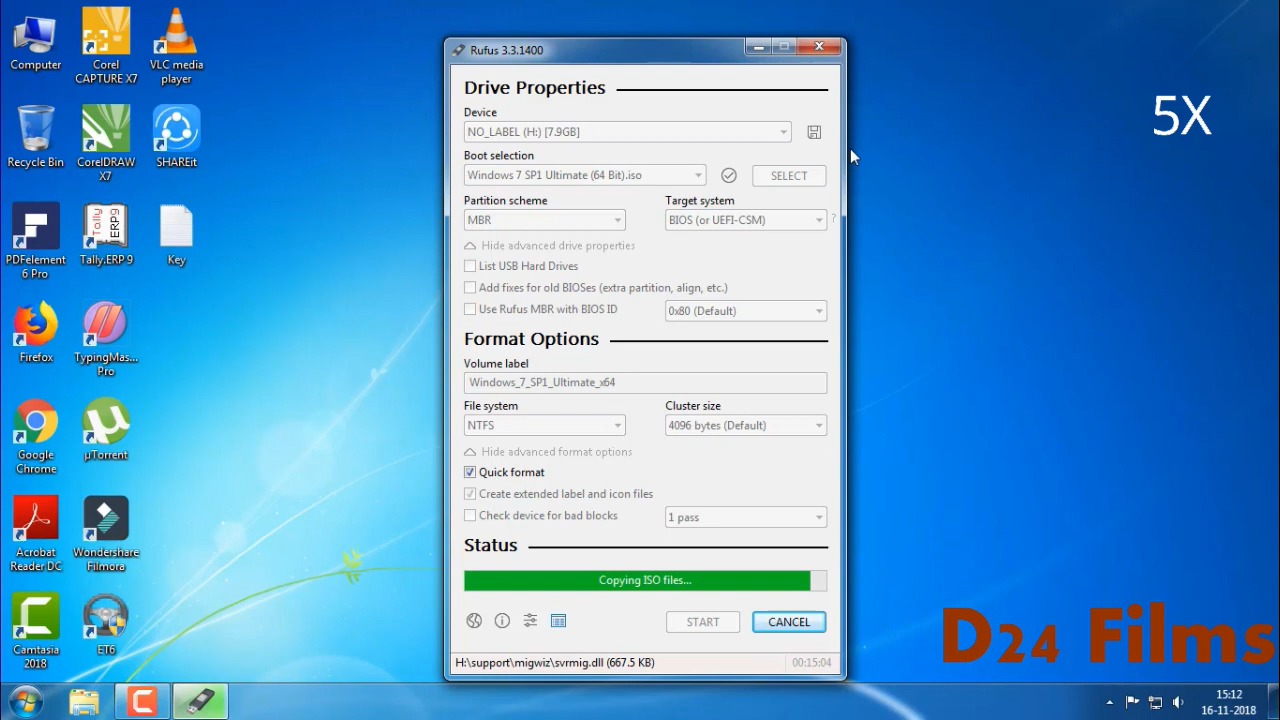 Computer
Corel
CAPTURE X7
VLC media
player
Recycle Bin
CorelDRAW
X7
SHAREit
PDFelement
6 Pro
Tally
ERP9
Tally.ERP 9
Key
Firefox
TypingMas...
Pro
Google
Chrome
µTorrent
Acrobat
Reader DC
Wondershare
Filmora
Camtasia
2018
ET6
Rufus 3.3.1400
Drive Properties
Device
NO_LABEL (H:) [7.9GB]
Boot selection
Windows 7 SP1 Ultimate (64 Bit).iso
SELECT
Partition scheme
Target system
MBR
BIOS (or UEFI-CSM)
?
Hide advanced drive properties
List USB Hard Drives
Add fixes for old BIOSes (extra partition, align, etc.)
Use Rufus MBR with BIOS ID
0x80 (Default)
Format Options
Volume label
Windows_7_SP1_Ultimate_x64
File system
Cluster size
NTFS
4096 bytes (Default)
Hide advanced format options
Quick format
Create extended label and icon files
Check device for bad blocks
1 pass
Status
Copying ISO files...
START
CANCEL
H:\support\migwiz\svrmig.dll (667.5 KB)
00:15:04
5X
D24 Films
15:12
16-11-2018